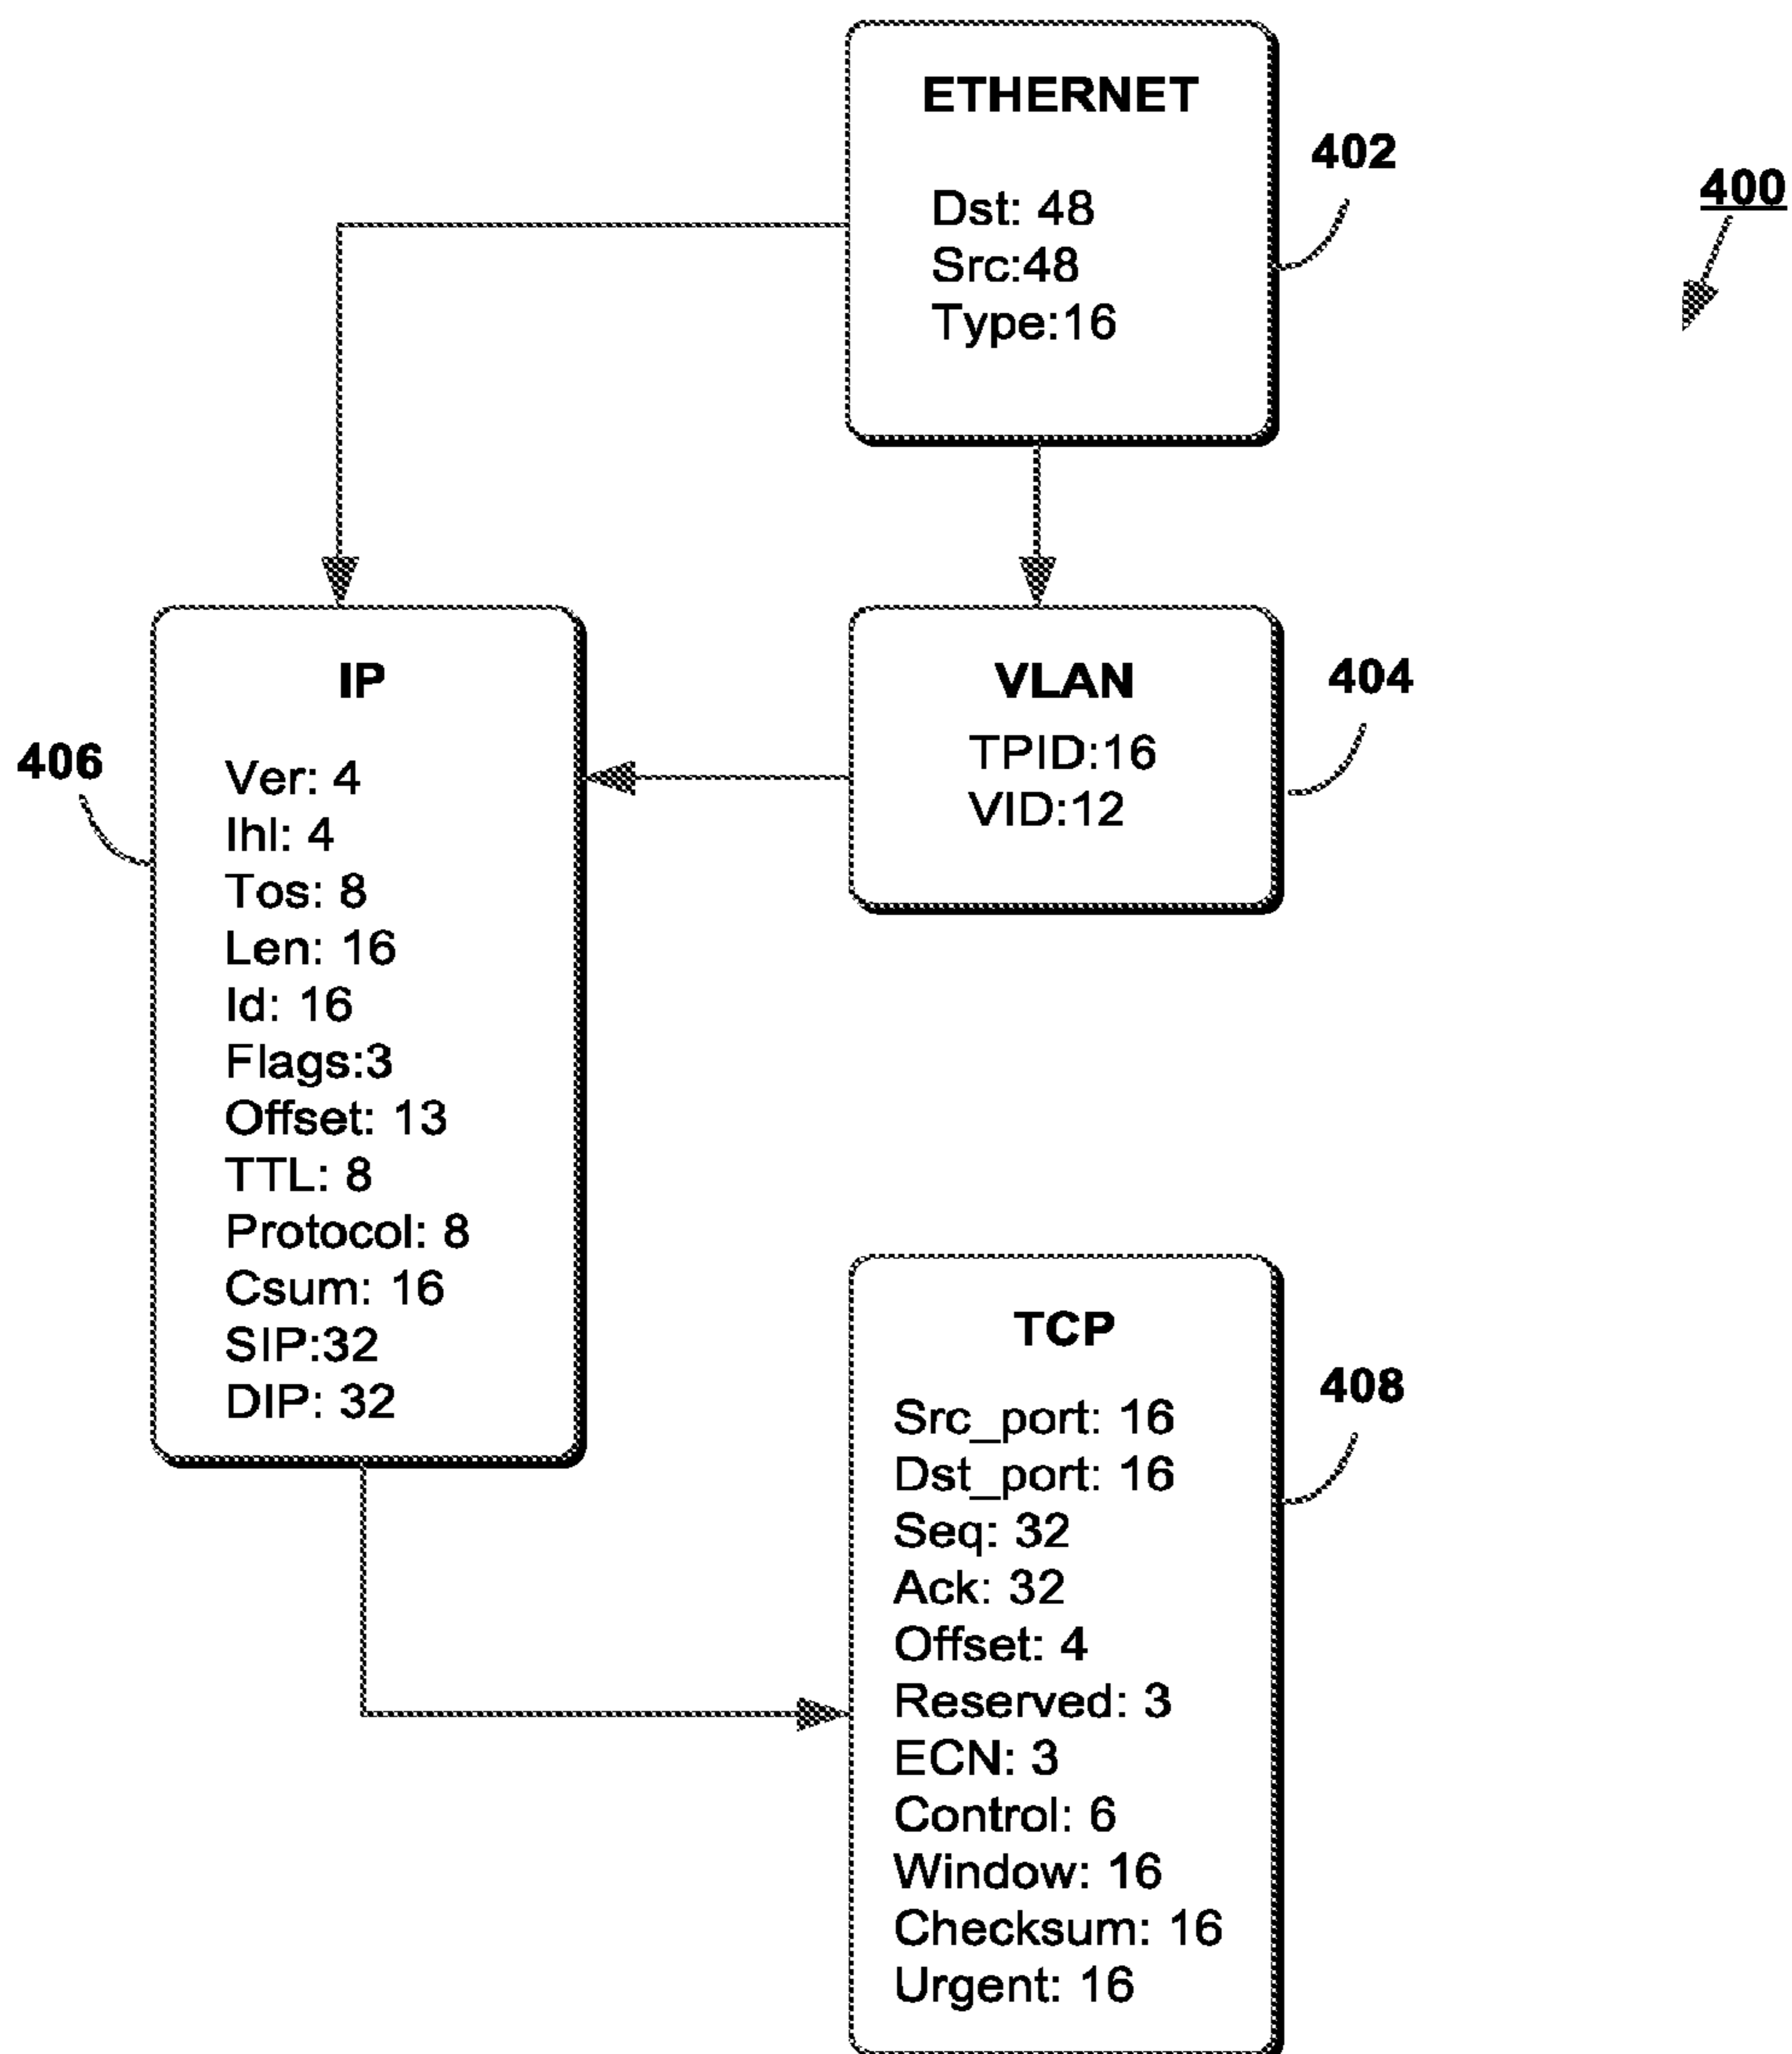 ETHERNET
Dst: 48
Src:48
Type:16
402
400
IP
Ver: 4
Ihl: 4
Tos: 8
Len: 16
Id: 16
Flags:3
Offset: 13
TTL: 8
Protocol: 8
Csum: 16
SIP:32
DIP: 32
406
VLAN
TPID:16
VID:12
404
TCP
Src_port: 16
Dst_port: 16
Seq: 32
Ack: 32
Offset: 4
Reserved: 3
ECN: 3
Control: 6
Window: 16
Checksum: 16
Urgent: 16
408